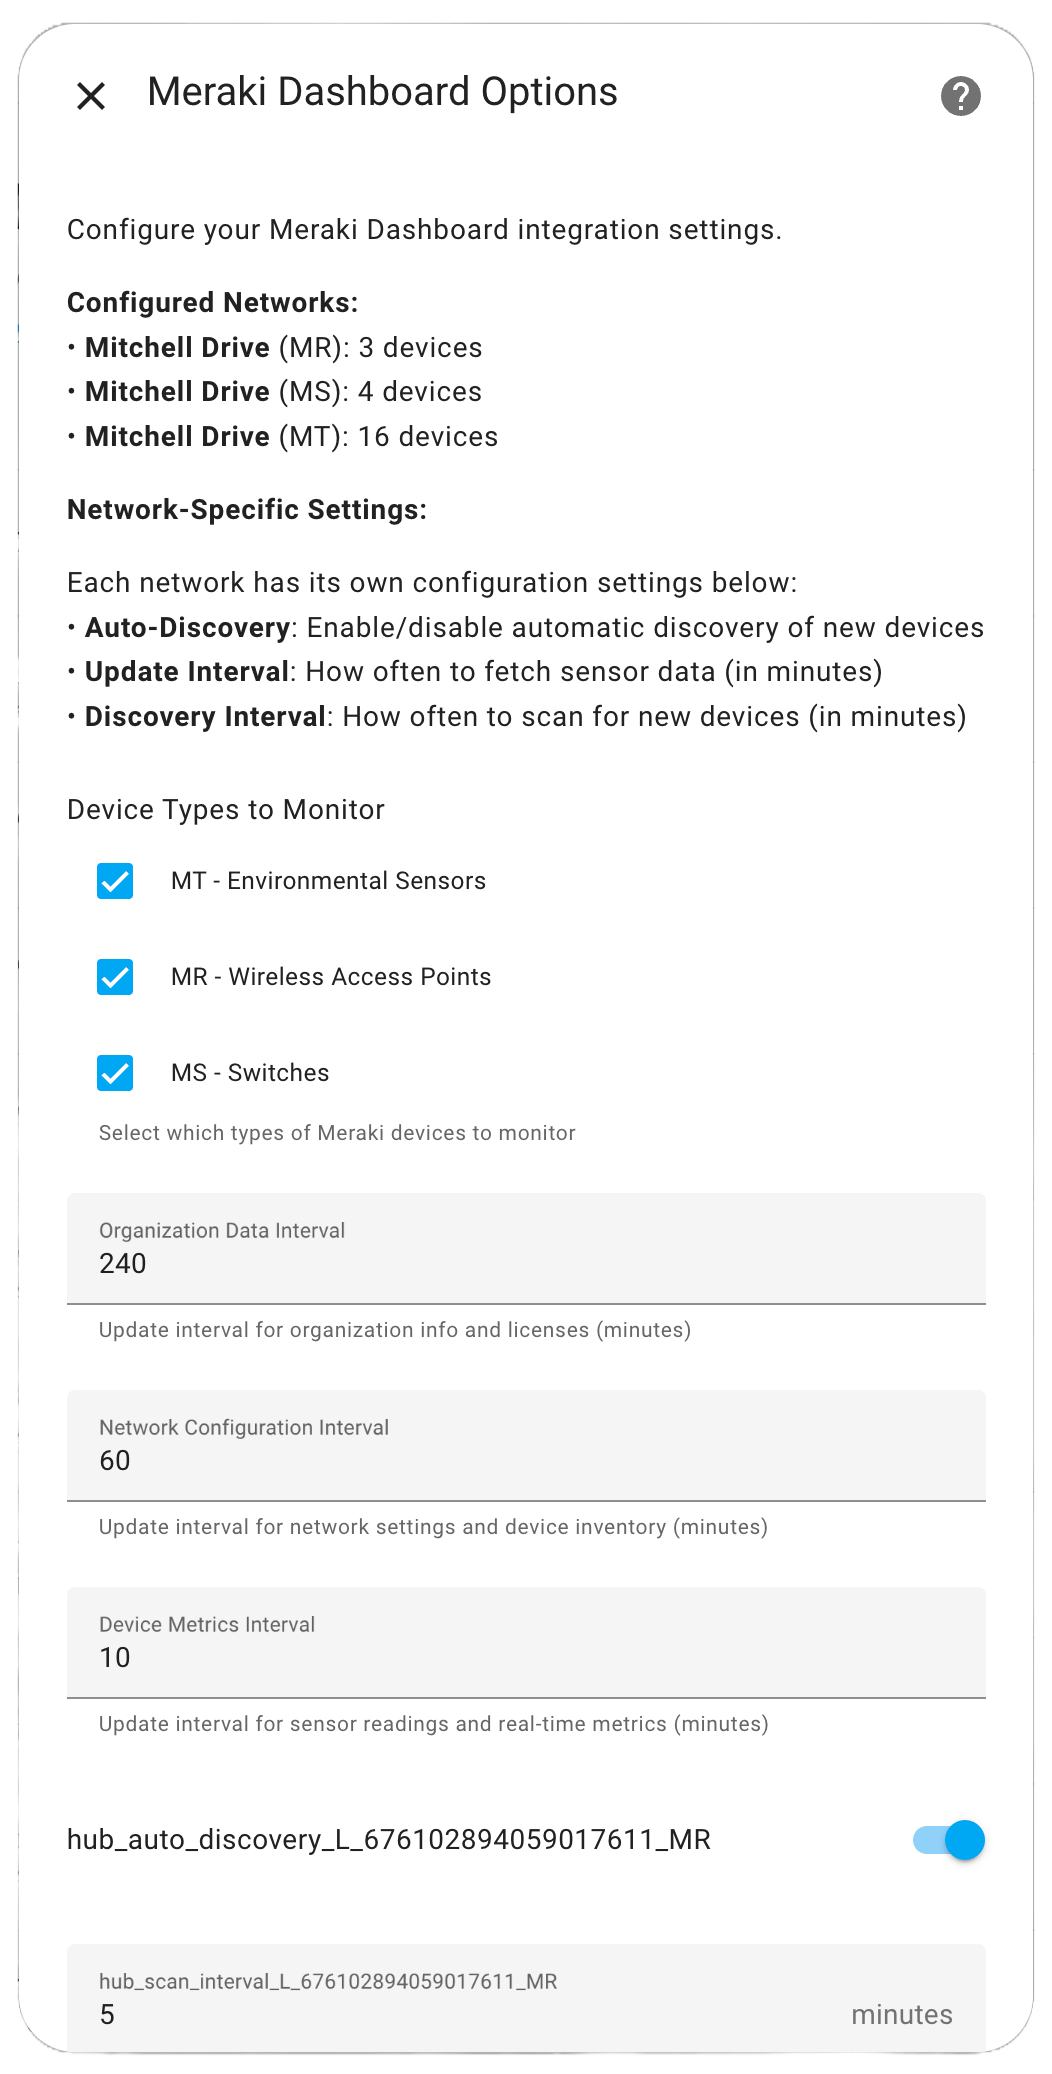 Meraki Dashboard Options
Configure your Meraki Dashboard integration settings.
Configured Networks:
• Mitchell Drive (MR): 3 devices
• Mitchell Drive (MS): 4 devices
• Mitchell Drive (MT): 16 devices
Network-Specific Settings:
Each network has its own configuration settings below:
• Auto-Discovery: Enable/disable automatic discovery of new devices
• Update Interval: How often to fetch sensor data (in minutes)
• Discovery Interval: How often to scan for new devices (in minutes)
Device Types to Monitor
MT - Environmental Sensors
MR - Wireless Access Points
MS - Switches
Select which types of Meraki devices to monitor
Organization Data Interval
240
Update interval for organization info and licenses (minutes)
Network Configuration Interval
60
Update interval for network settings and device inventory (minutes)
Device Metrics Interval
10
Update interval for sensor readings and real-time metrics (minutes)
hub_auto_discovery_L_676102894059017611_MR
hub_scan_interval_L_676102894059017611_MR
5 minutes